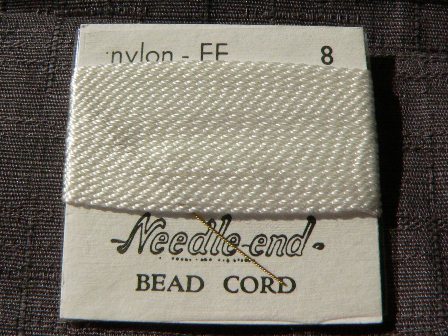 nylon - FF 8
Needle-end
BEAD CORD